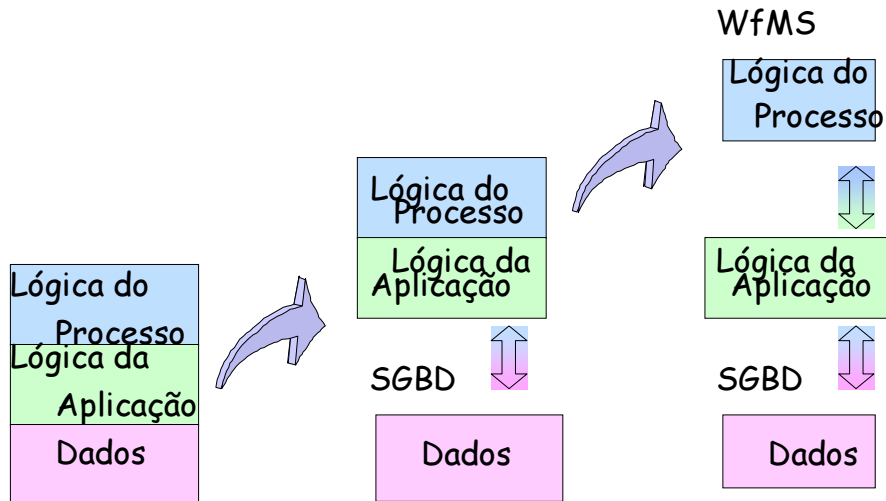 Lógica do
Processo
Lógica da
Aplicação
Dados
Lógica do
Processo
Lógica da
Aplicação
SGBD
Dados
WfMS
Lógica do
Processo
Lógica da
Aplicação
SGBD
Dados